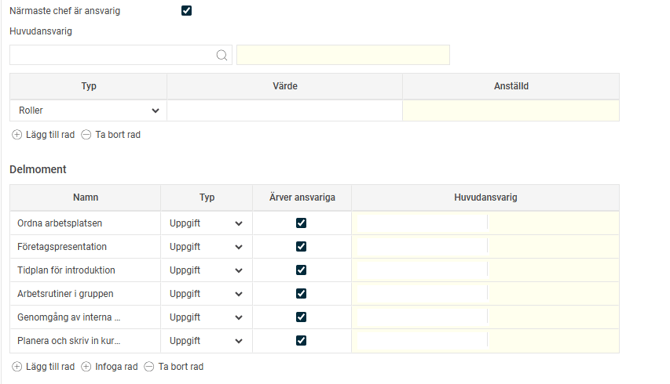 Närmaste chef är ansvarig
Huvudansvarig
Typ Värde Anställd
Roller
Lägg till rad Ta bort rad
Delmoment
Namn Typ Ärver ansvariga Huvudansvarig
Ordna arbetsplatsen Uppgift
Företagspresentation Uppgift
Tidplan för introduktion Uppgift
Arbetsrutiner i gruppen Uppgift
Genomgång av interna ... Uppgift
Planera och skriv in kur... Uppgift
Lägg till rad Infoga rad Ta bort rad